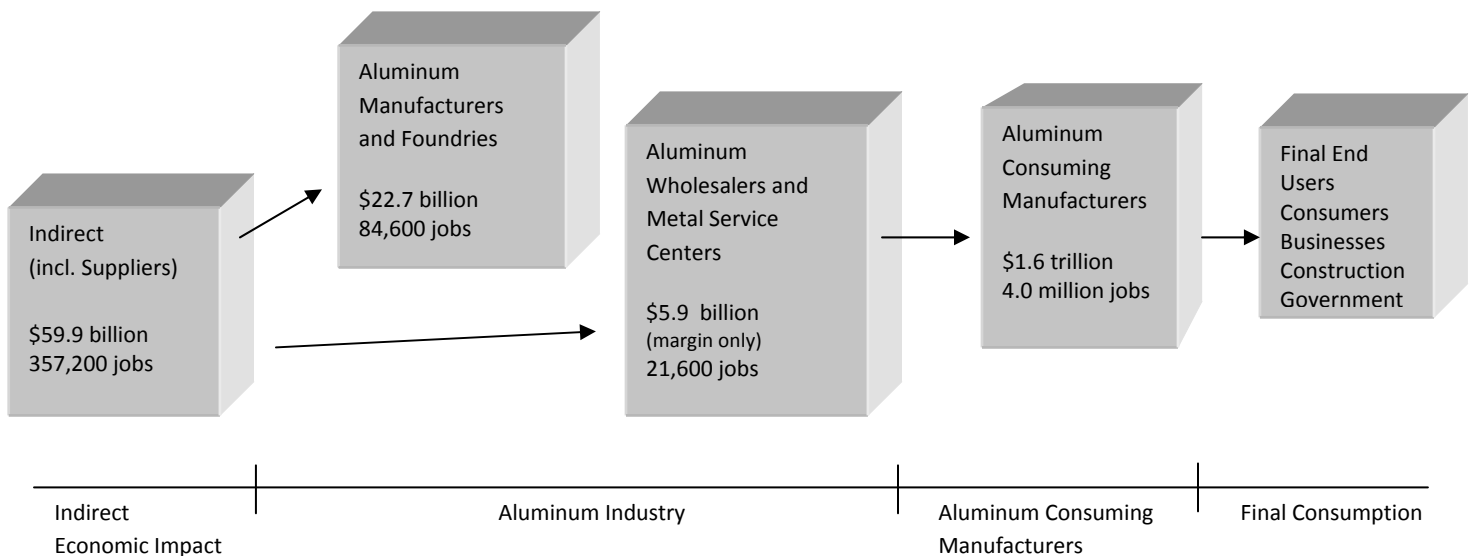 Indirect
(incl. Suppliers)
$59.9 billion
357,200 jobs
Aluminum
Manufacturers
and Foundries
$22.7 billion
84,600 jobs
Aluminum
Wholesalers and
Metal Service
Centers
$5.9 billion
(margin only)
21,600 jobs
Aluminum
Consuming
Manufacturers
$1.6 trillion
4.0 million jobs
Final End
Users
Consumers
Businesses
Construction
Government
Indirect
Economic Impact
Aluminum Industry
Aluminum Consuming
Manufacturers
Final Consumption